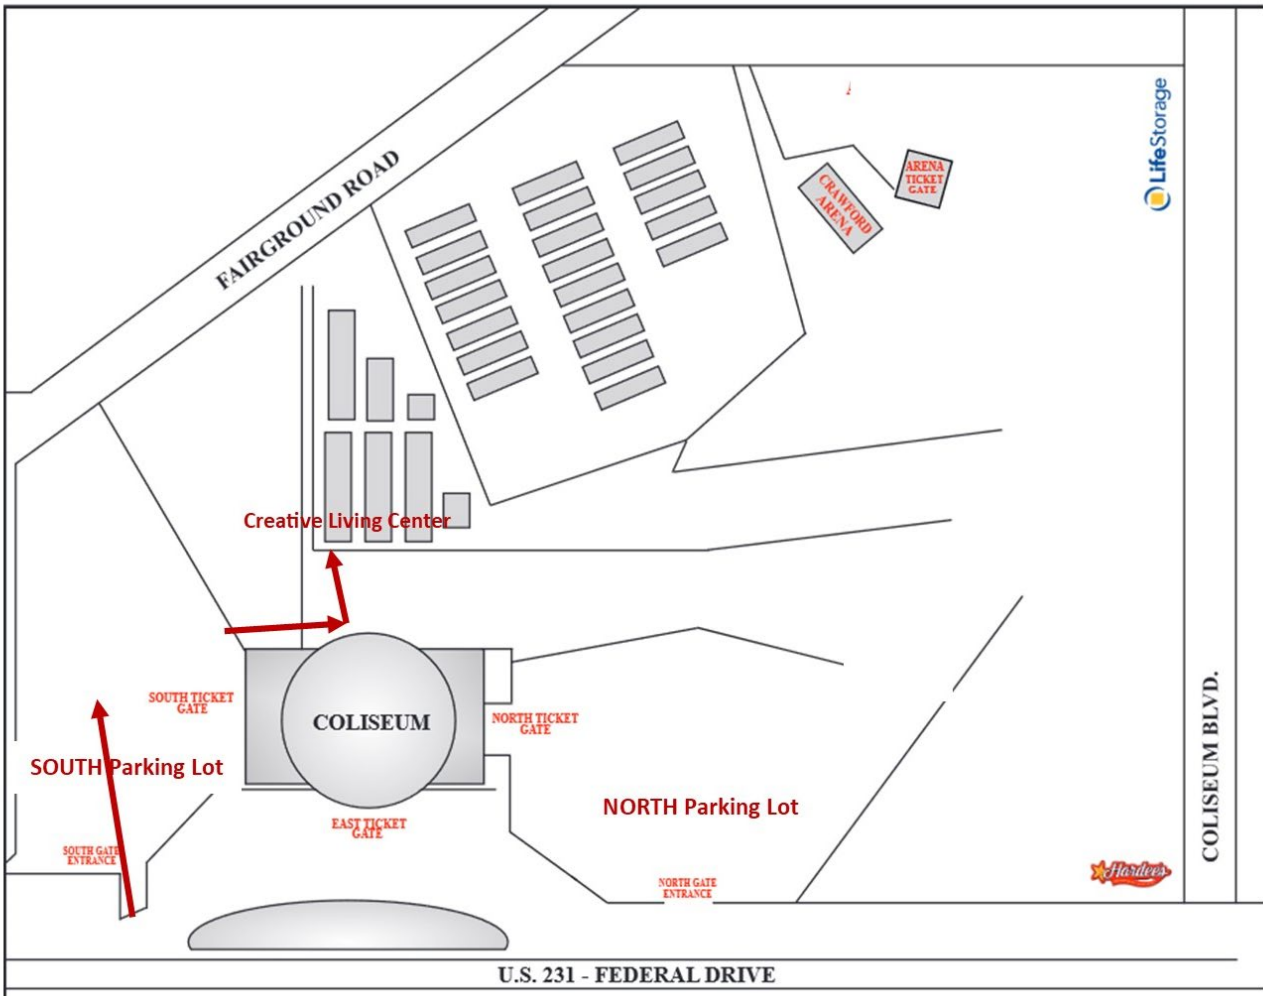 LifeStorage
ARENA
TICKET
GATE
CRAWFORD
ARENA
FAIRGROUND ROAD
Creative Living Center
SOUTH TICKET
GATE
COLISEUM
NORTH TICKET
GATE
SOUTH Parking Lot
NORTH Parking Lot
EAST TICKET
GATE
SOUTH GATE
ENTRANCE
NORTH GATE
ENTRANCE
Hardee's
COLISEUM BLVD.
U.S. 231 - FEDERAL DRIVE